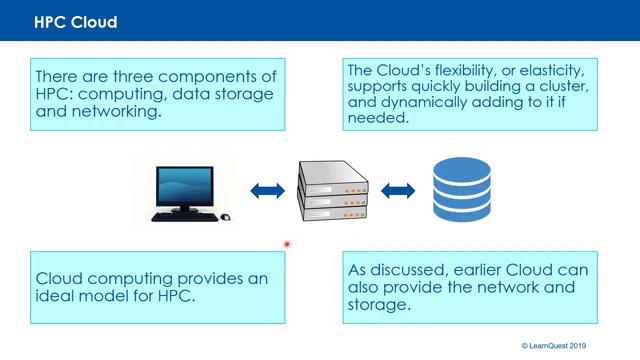 HPC Cloud
There are three components of
HPC: computing, data storage
and networking.
The Cloud's flexibility, or elasticity,
supports quickly building a cluster,
and dynamically adding to it if
needed.
Cloud computing provides an
ideal model for HPC.
As discussed, earlier Cloud can
also provide the network and
storage.
© LearnQuest 2019